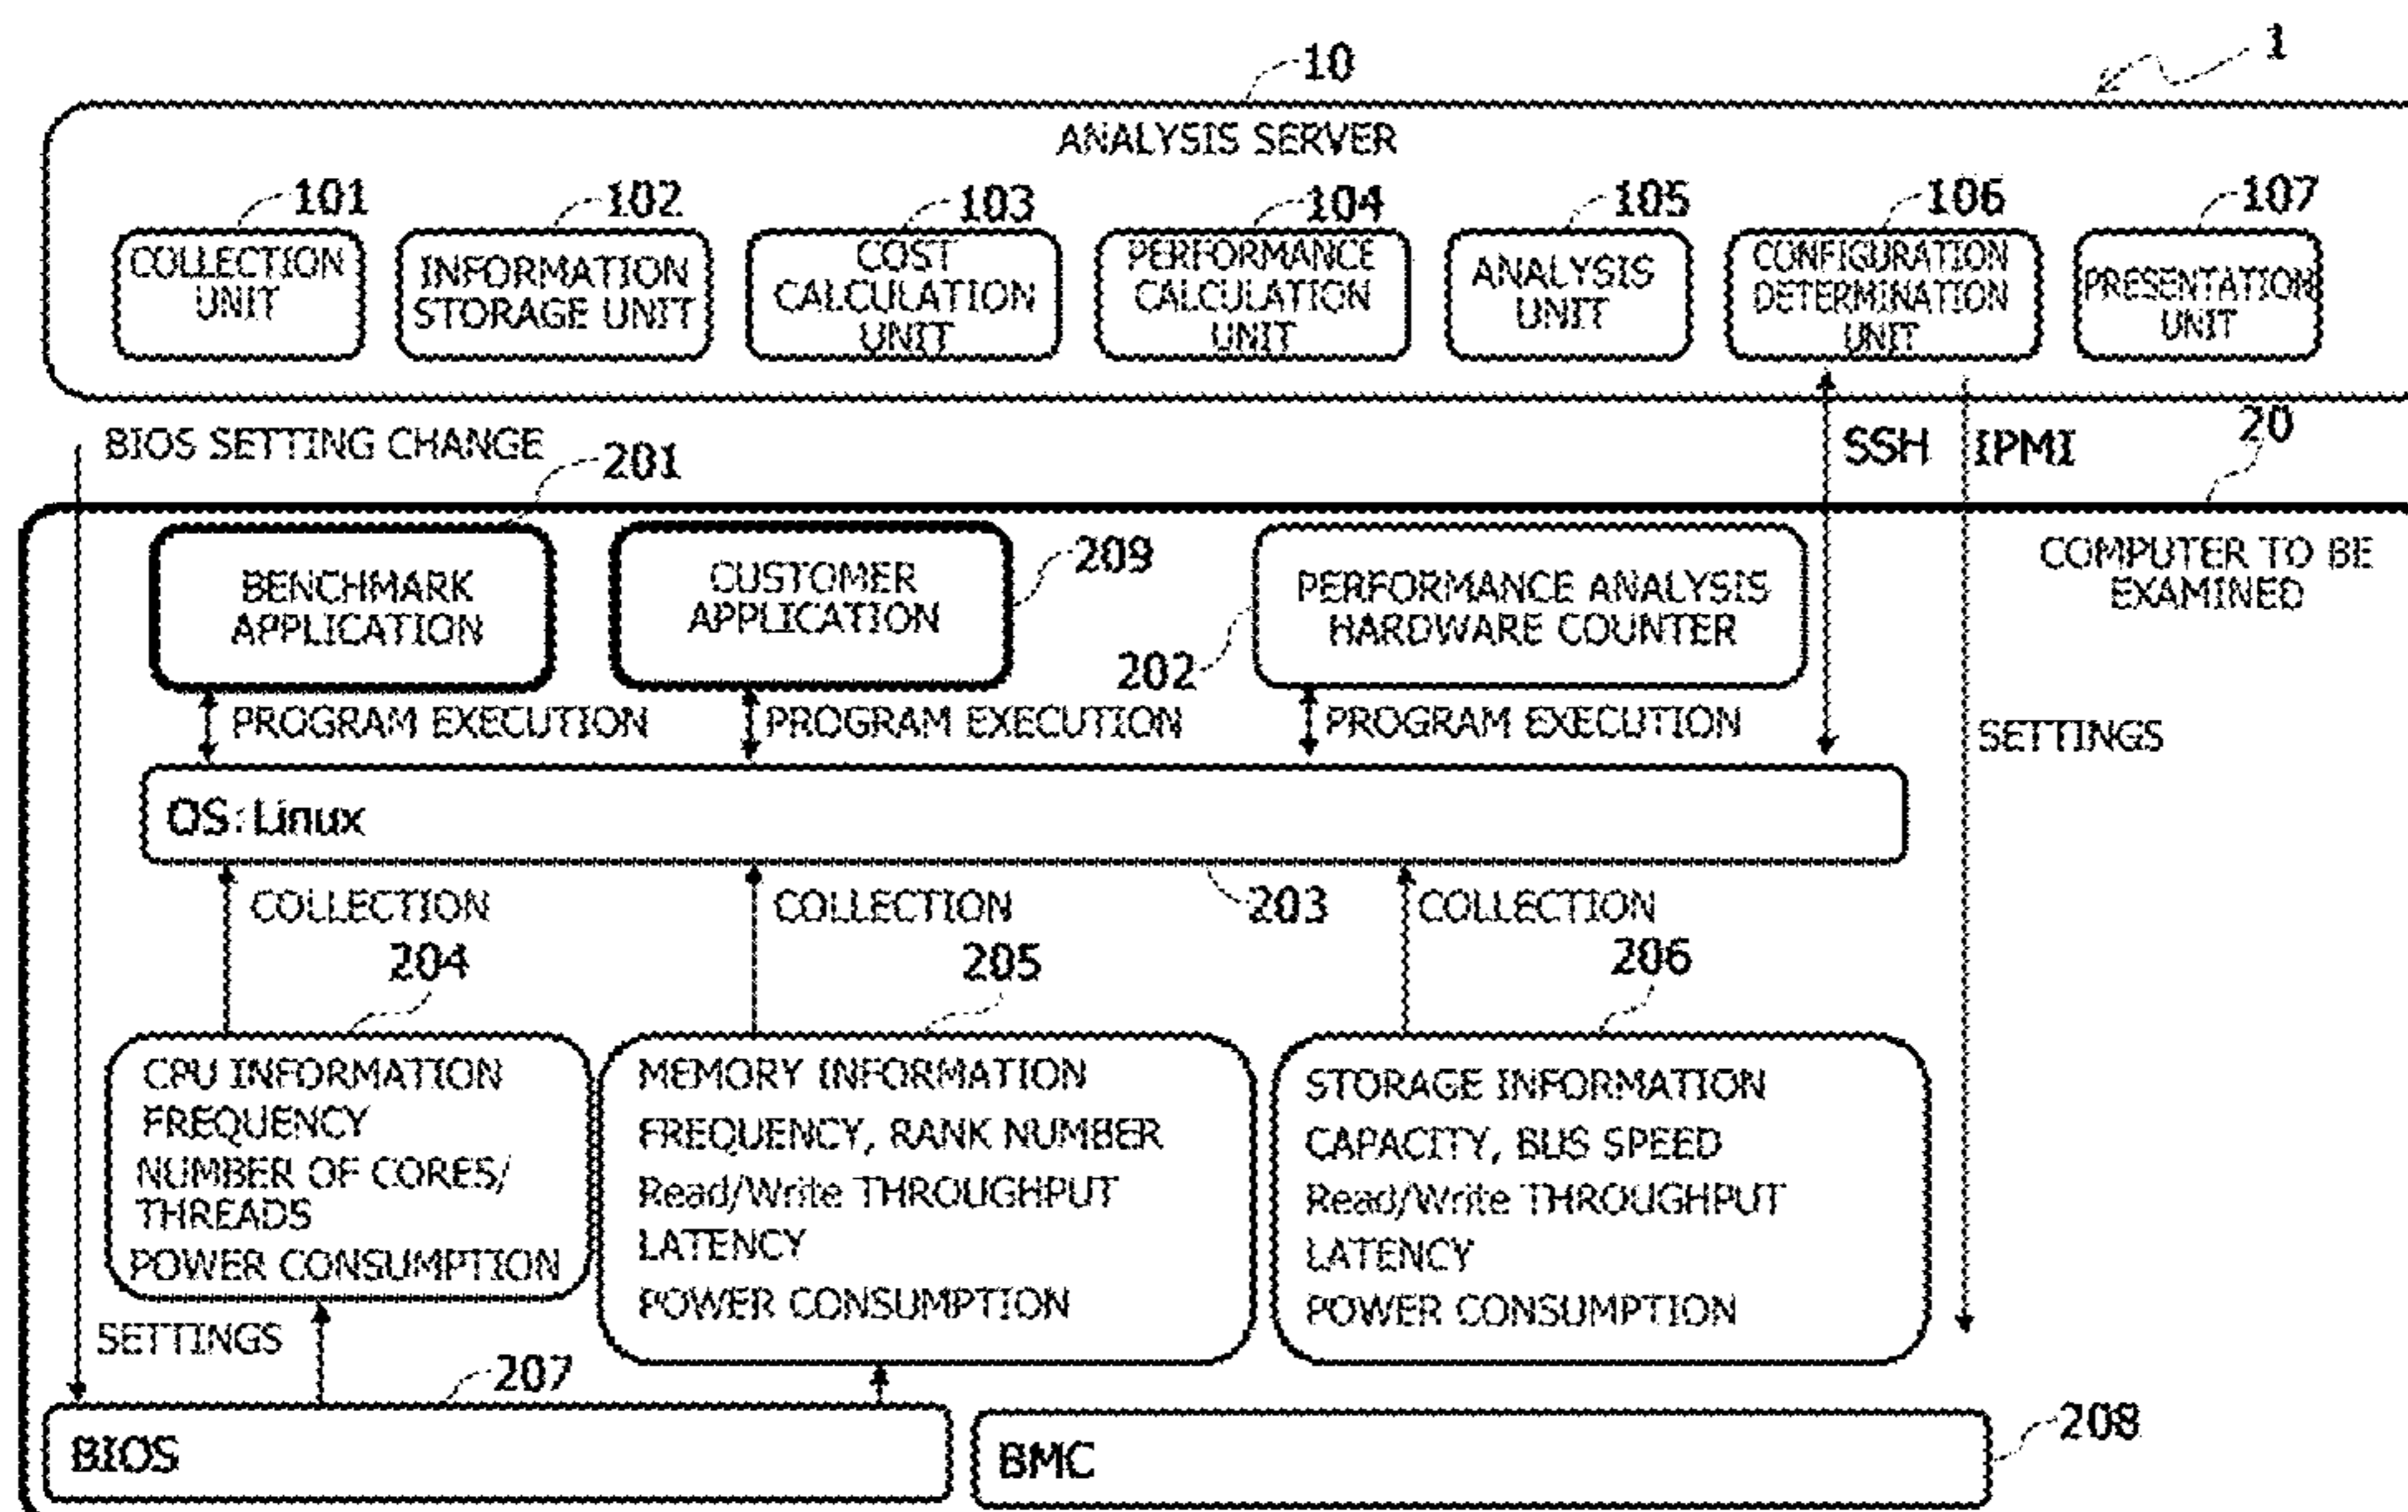 1
10
ANALYSIS SERVER
101
102
103
104
105
106
107
COLLECTION
UNIT
INFORMATION
STORAGE UNIT
COST
CALCULATION
UNIT
PERFORMANCE
CALCULATION
UNIT
ANALYSIS
UNIT
CONFIGURATION
DETERMINATION
UNIT
PRESENTATION
UNIT
BIOS SETTING CHANGE
201
SSH
IPMI
20
BENCHMARK
APPLICATION
CUSTOMER
APPLICATION
209
202
PERFORMANCE ANALYSIS
HARDWARE COUNTER
COMPUTER TO BE
EXAMINED
PROGRAM EXECUTION
PROGRAM EXECUTION
PROGRAM EXECUTION
SETTINGS
OS:Linux
COLLECTION
COLLECTION
203
COLLECTION
204
205
206
CPU INFORMATION
FREQUENCY
NUMBER OF CORES/
THREADS
POWER CONSUMPTION
MEMORY INFORMATION
FREQUENCY, RANK NUMBER
Read/Write THROUGHPUT
LATENCY
POWER CONSUMPTION
STORAGE INFORMATION
CAPACITY, BUS SPEED
Read/Write THROUGHPUT
LATENCY
POWER CONSUMPTION
SETTINGS
207
BIOS
BMC
208